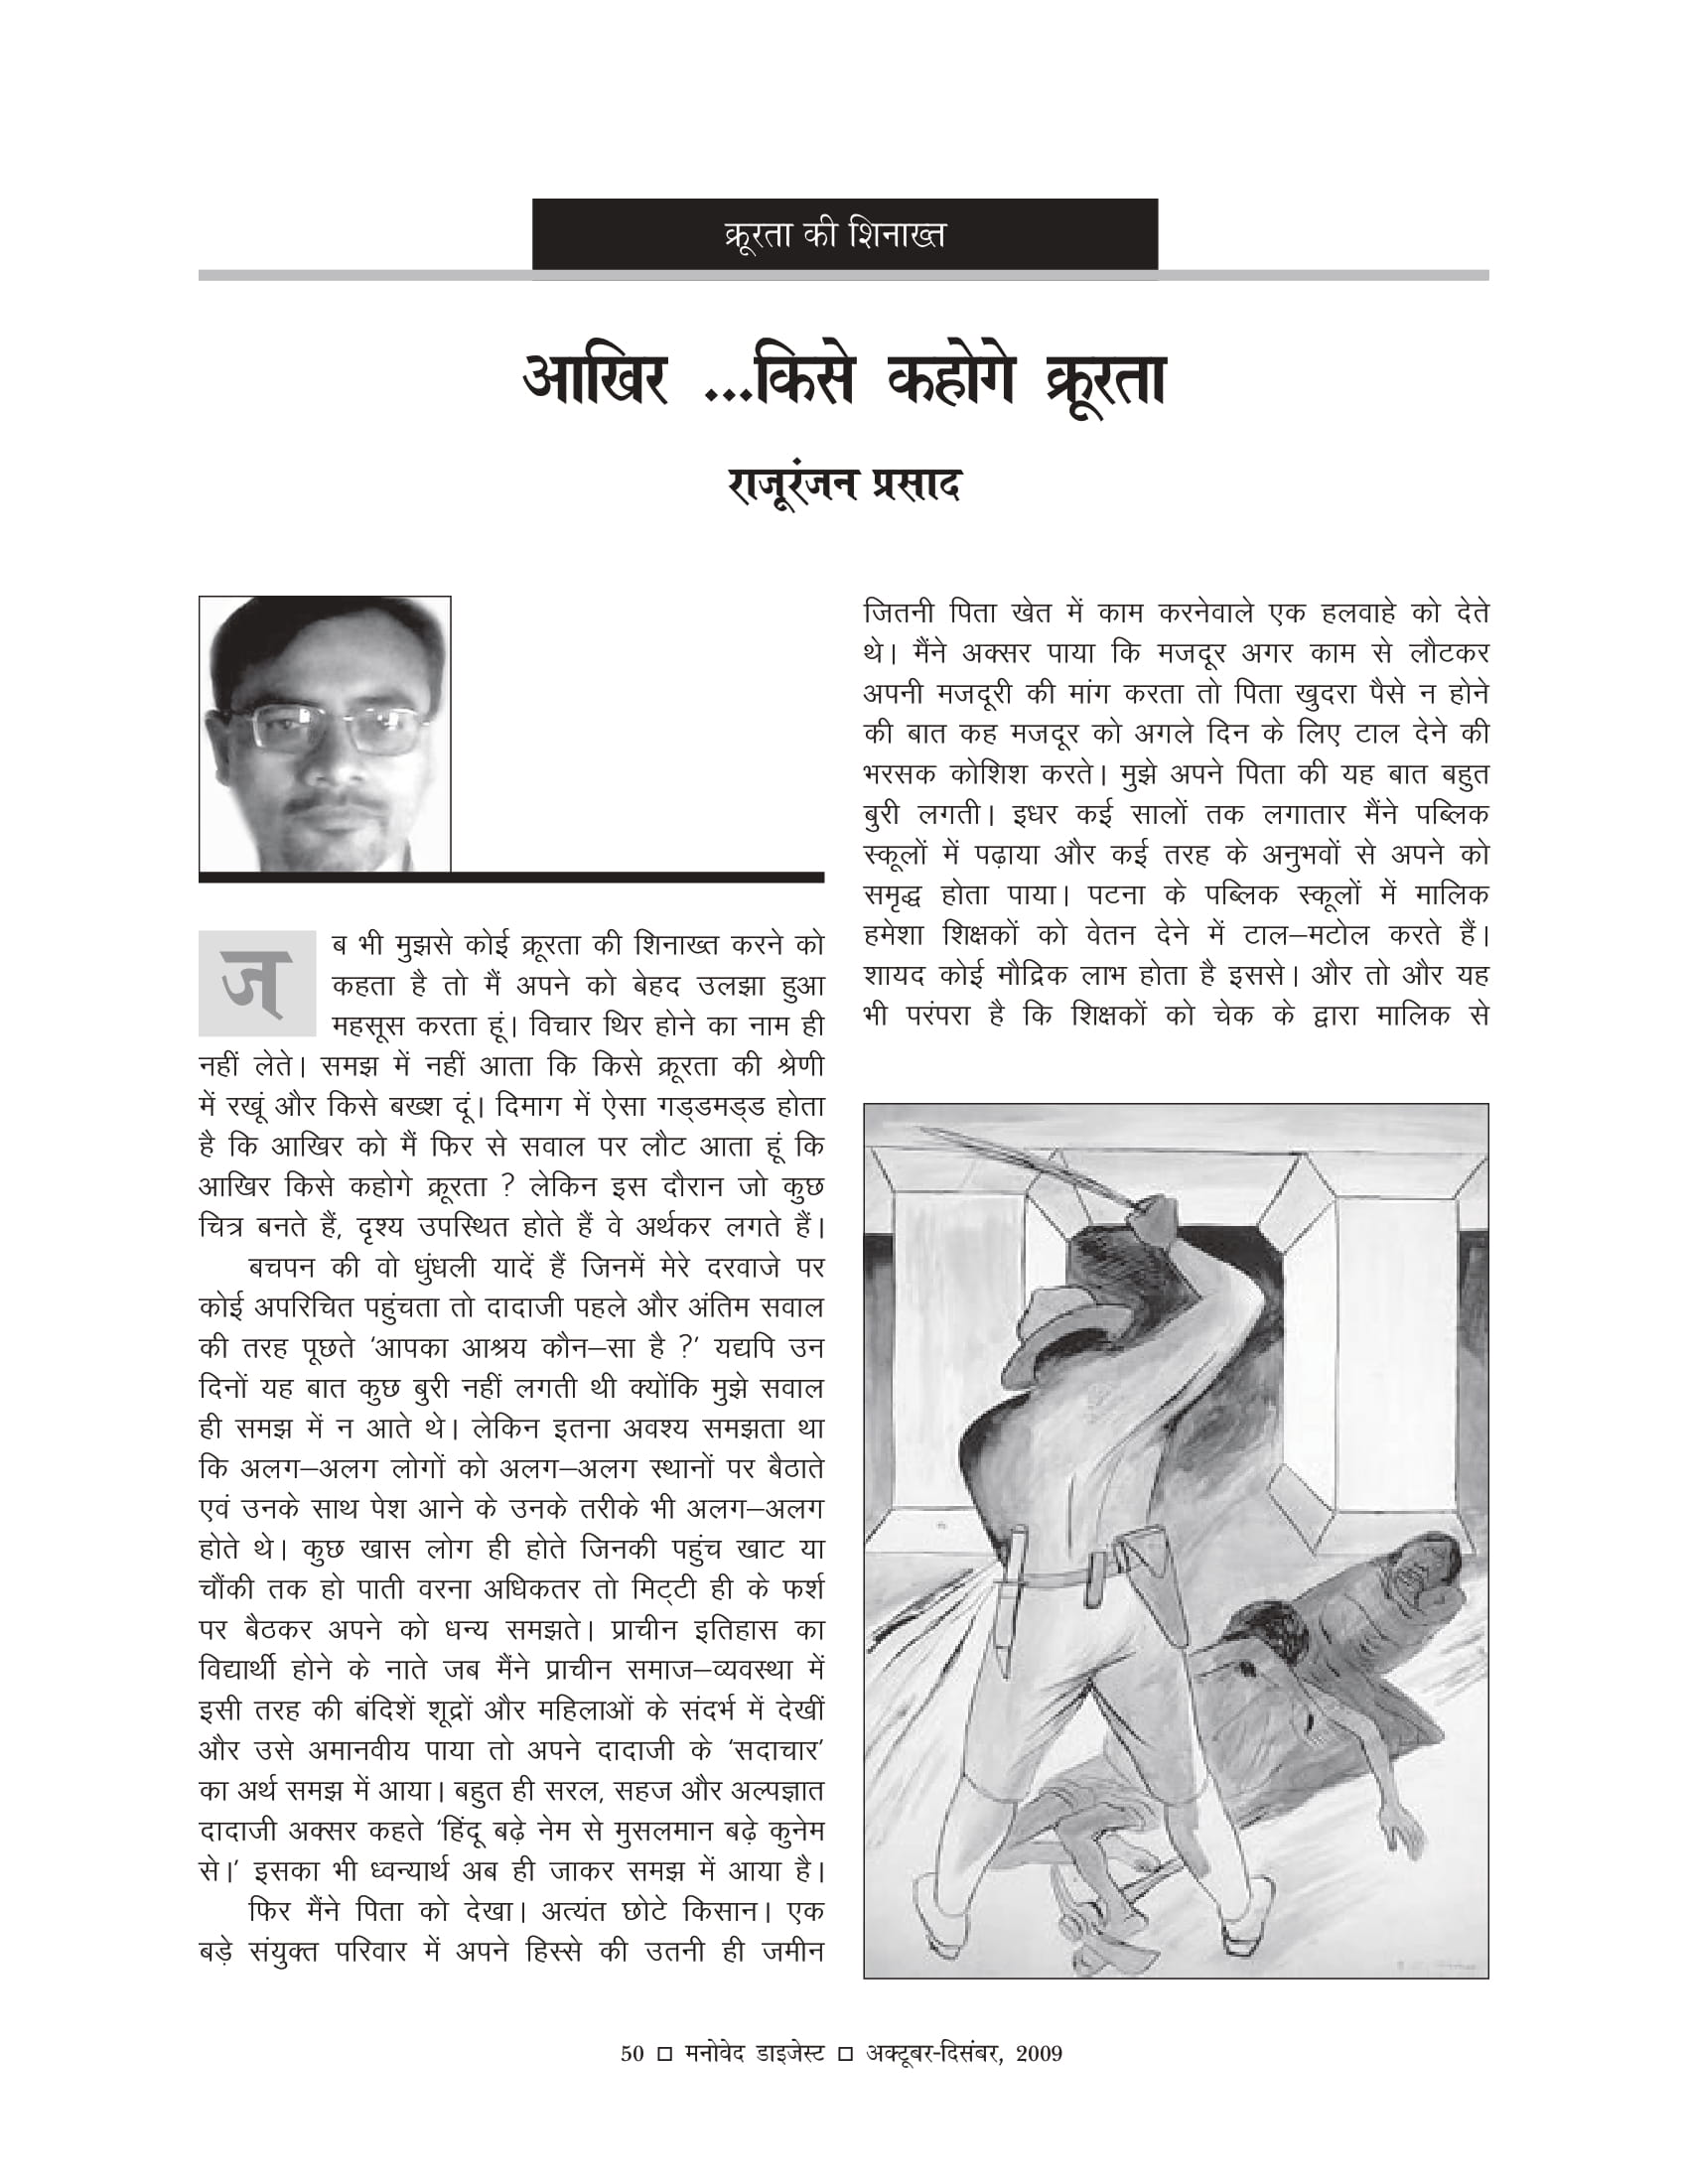 क्रूरता की शिनाख्त
आखिर ...किसे कहोगे क्रूरता
राजूरंजन प्रसाद
ज्
ब भी मुझसे कोई क्रूरता की शिनाख्त करने को
कहता है तो मैं अपने को बेहद उलझा हुआ
महसूस करता हूं। विचार थिर होने का नाम ही
नहीं लेते। समझ में नहीं आता कि किसे क्रूरता की श्रेणी
में रखूं और किसे बख्श दूं। दिमाग में ऐसा गड्डमड्ड होता
है कि आखिर को मैं फिर से सवाल पर लौट आता हूं कि
आखिर किसे कहोगे क्रूरता ? लेकिन इस दौरान जो कुछ
चित्र बनते हैं, दृश्य उपस्थित होते हैं वे अर्थकर लगते हैं।
बचपन की वो धुंधली यादें हैं जिनमें मेरे दरवाजे पर
कोई अपरिचित पहुंचता तो दादाजी पहले और अंतिम सवाल
की तरह पूछते ‘आपका आश्रय कौन–सा है ?’ यद्यपि उन
दिनों यह बात कुछ बुरी नहीं लगती थी क्योंकि मुझे सवाल
ही समझ में न आते थे। लेकिन इतना अवश्य समझता था
कि अलग–अलग लोगों को अलग–अलग स्थानों पर बैठाते
एवं उनके साथ पेश आने के उनके तरीके भी अलग–अलग
होते थे। कुछ खास लोग ही होते जिनकी पहुंच खाट या
चौंकी तक हो पाती वरना अधिकतर तो मिट्टी ही के फर्श
पर बैठकर अपने को धन्य समझते। प्राचीन इतिहास का
विद्यार्थी होने के नाते जब मैंने प्राचीन समाज–व्यवस्था में
इसी तरह की बंदिशें शूद्रों और महिलाओं के संदर्भ में देखीं
और उसे अमानवीय पाया तो अपने दादाजी के ‘सदाचार’
का अर्थ समझ में आया। बहुत ही सरल, सहज और अल्पज्ञात
दादाजी अक्सर कहते ‘हिंदू बढ़े नेम से मुसलमान बढ़े कुनेम
से।’ इसका भी ध्वन्यार्थ अब ही जाकर समझ में आया है।
फिर मैंने पिता को देखा। अत्यंत छोटे किसान। एक
बड़े संयुक्त परिवार में अपने हिस्से की उतनी ही जमीन
जितनी पिता खेत में काम करनेवाले एक हलवाहे को देते
थे। मैंने अक्सर पाया कि मजदूर अगर काम से लौटकर
अपनी मजदूरी की मांग करता तो पिता खुदरा पैसे न होने
की बात कह मजदूर को अगले दिन के लिए टाल देने की
भरसक कोशिश करते। मुझे अपने पिता की यह बात बहुत
बुरी लगती। इधर कई सालों तक लगातार मैंने पब्लिक
स्कूलों में पढ़ाया और कई तरह के अनुभवों से अपने को
समृद्ध होता पाया। पटना के पब्लिक स्कूलों में मालिक
हमेशा शिक्षकों को वेतन देने में टाल–मटोल करते हैं।
शायद कोई मौद्रिक लाभ होता है इससे। और तो और यह
भी परंपरा है कि शिक्षकों को चेक के द्वारा मालिक से
50 □ मनोवेद डाइजेस्ट □ अक्टूबर-दिसंबर, 2009